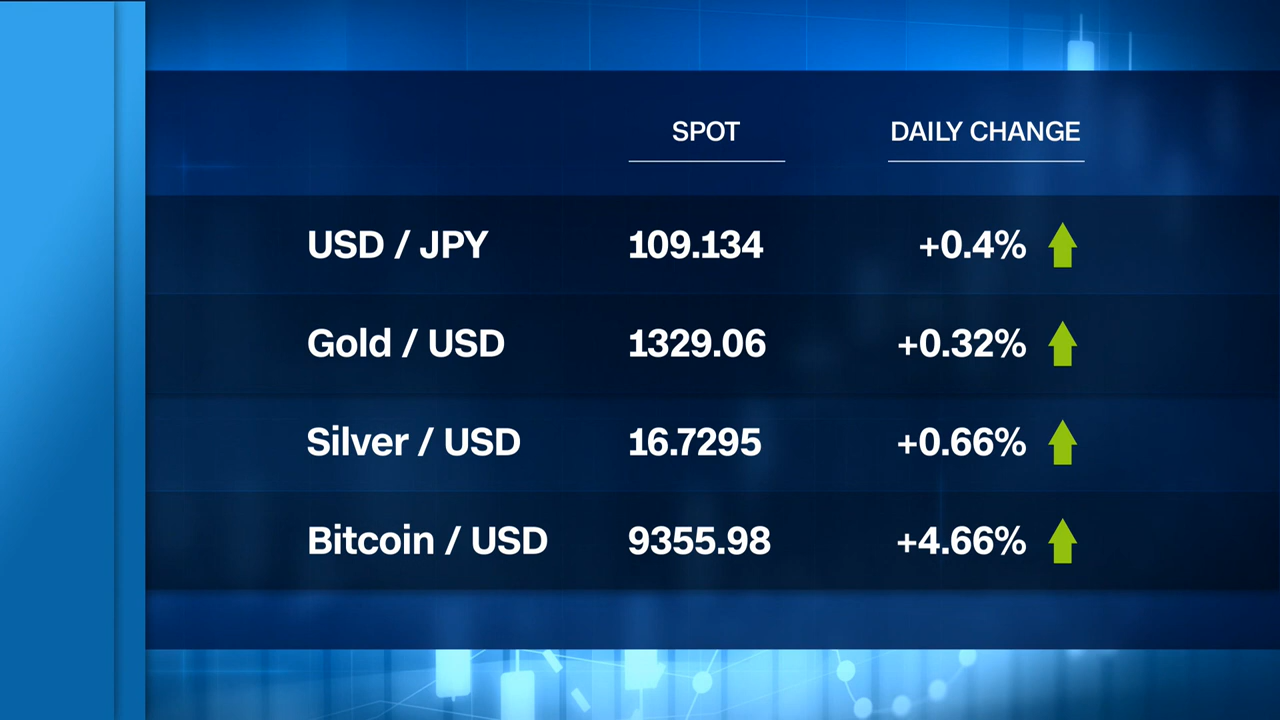 SPOT DAILY CHANGE
USD / JPY 109.134 +0.4%
Gold / USD 1329.06 +0.32%
Silver / USD 16.7295 +0.66%
Bitcoin / USD 9355.98 +4.66%